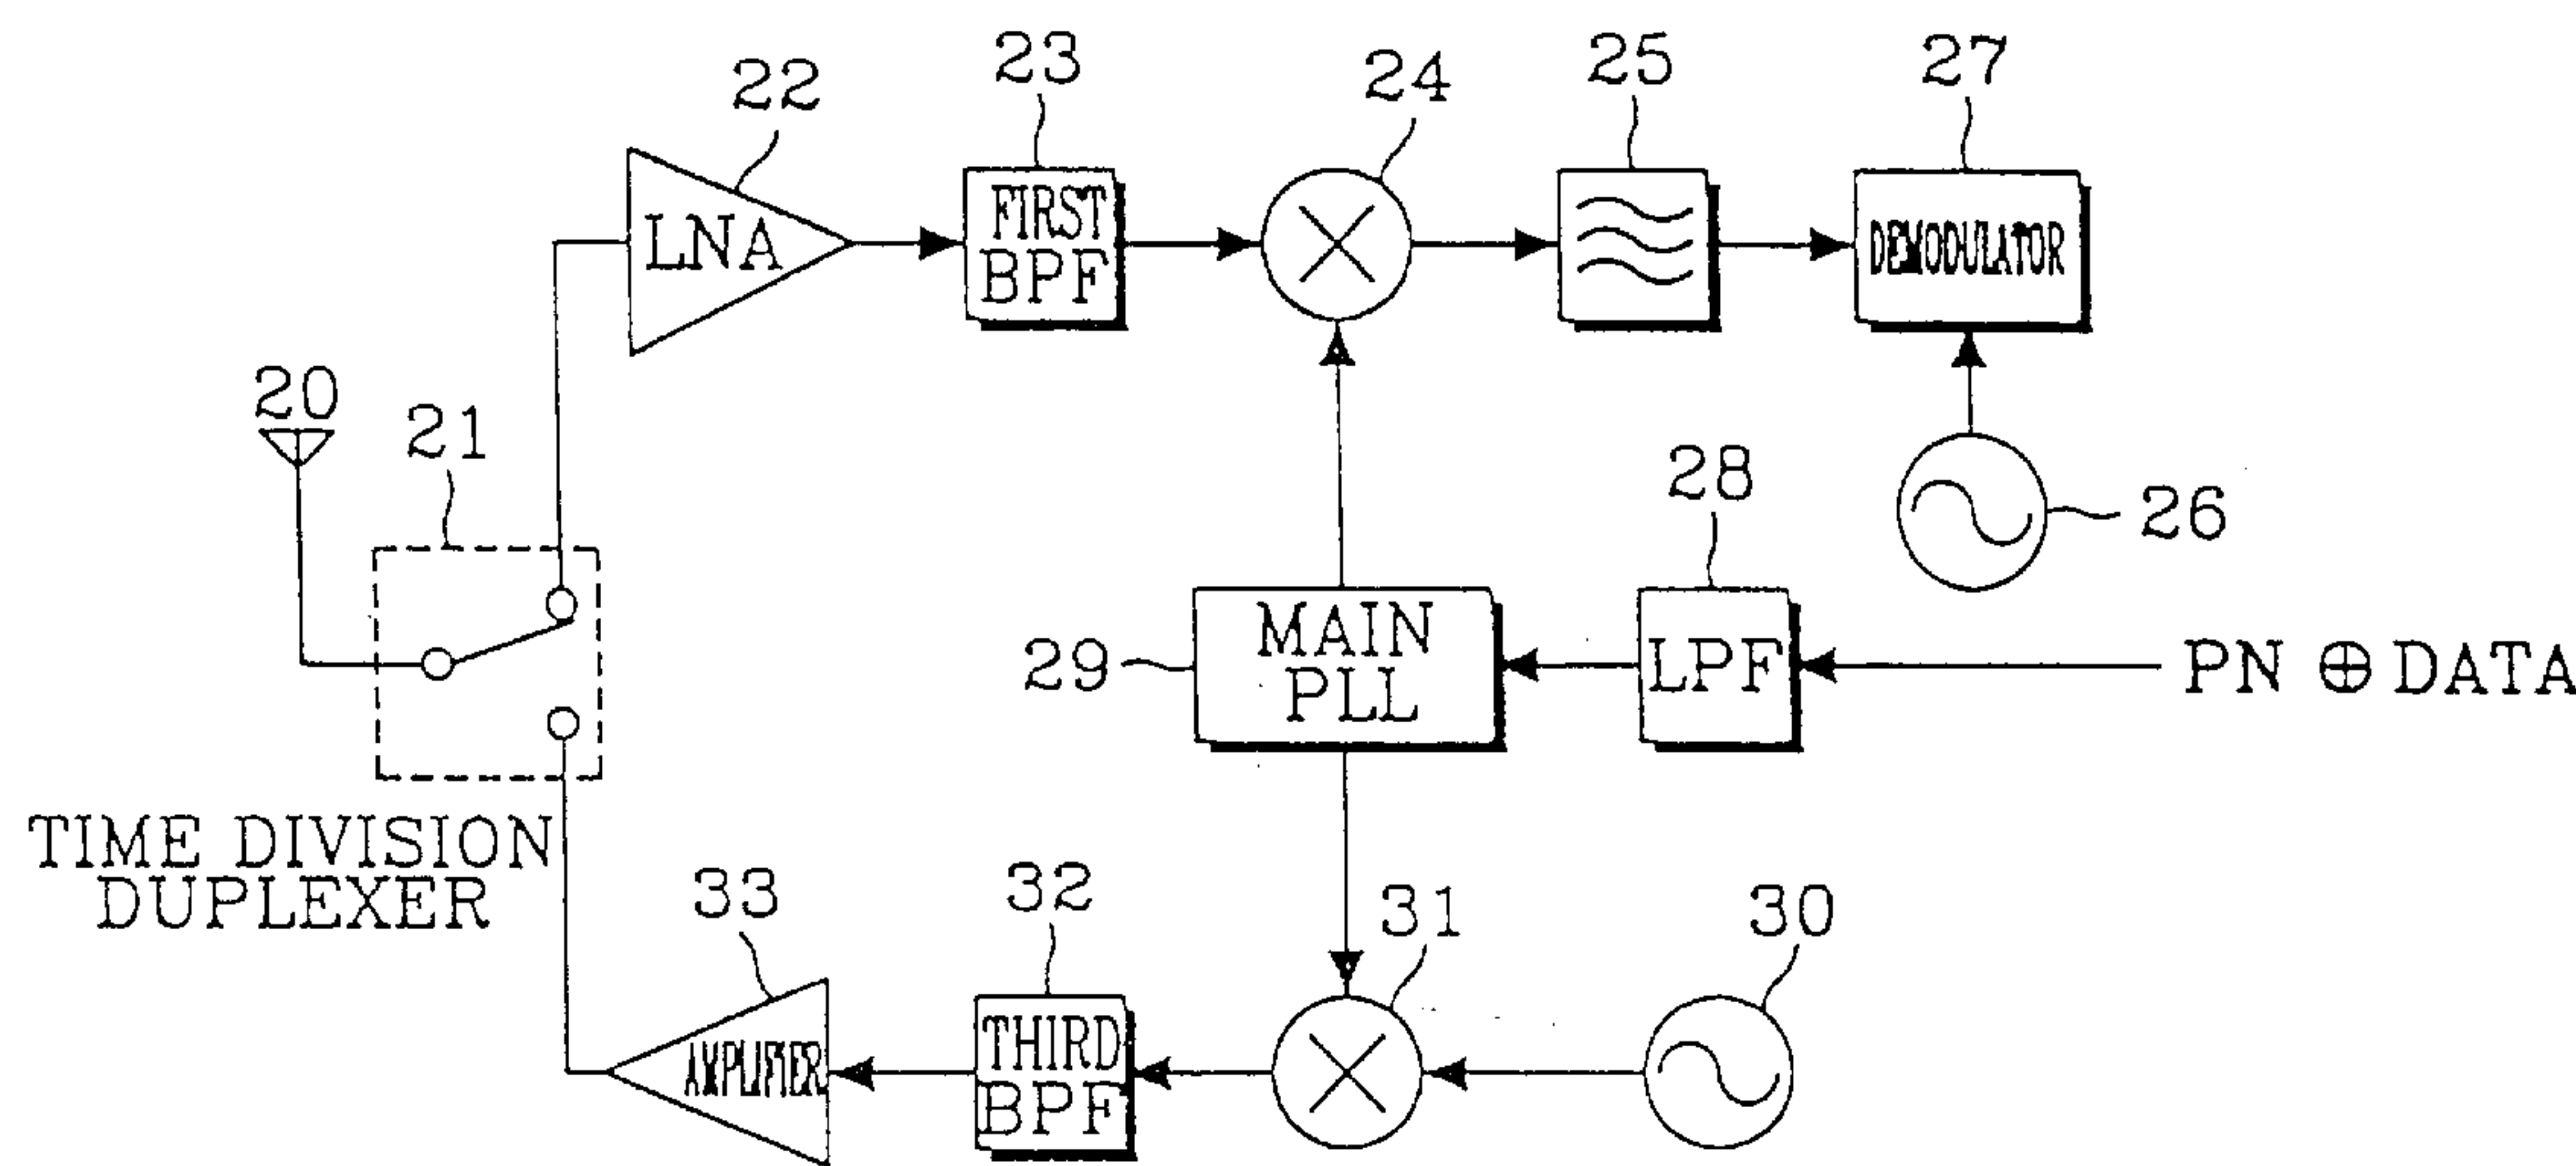 22
23
24
25
27
LNA
FIRST
BPF
DEMODULATOR
20
21
26
28
29
MAIN
PLL
LPF
PN ⊕ DATA
TIME DIVISION
DUPLEXER
33
32
31
30
AMPLIFIER
THIRD
BPF